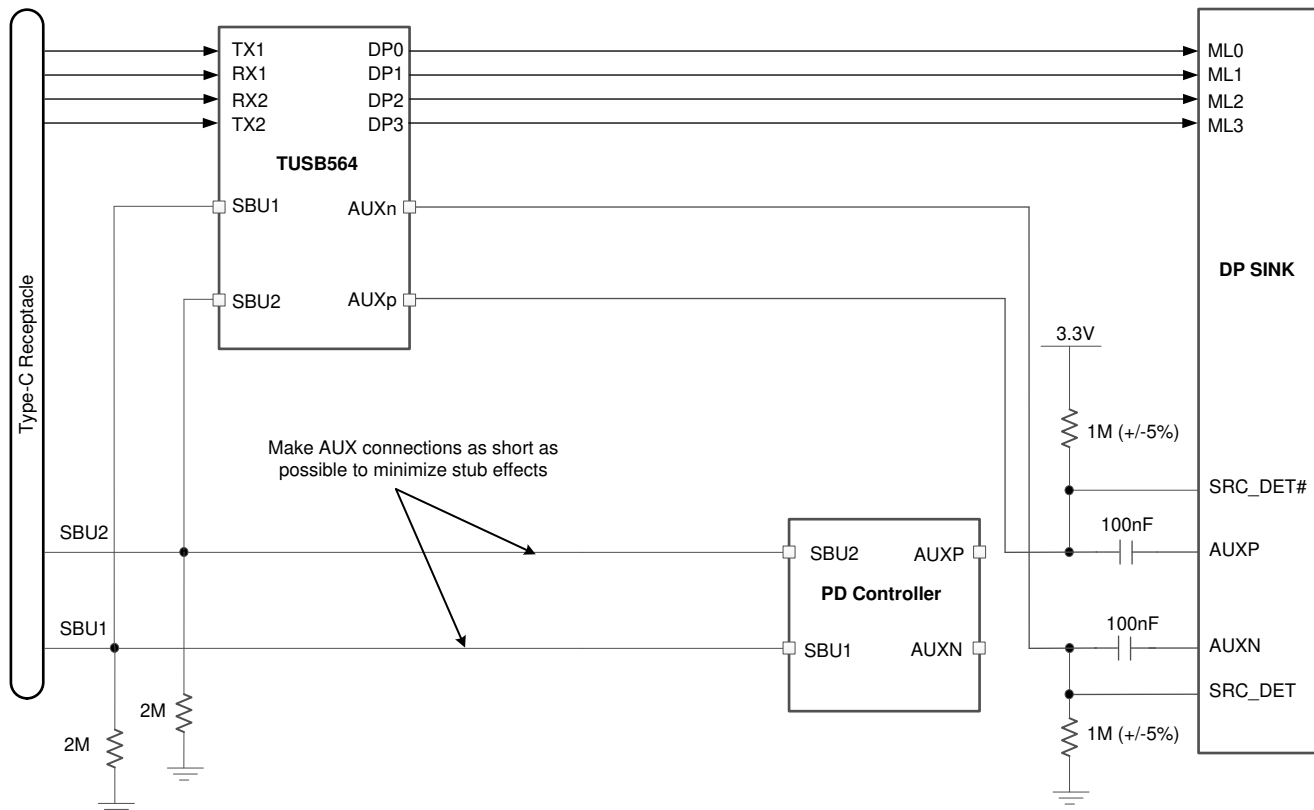 Type-C Receptacle
TX1
RX1
RX2
TX2
DP0
DP1
DP2
DP3
TUSB564
SBU1
AUXn
SBU2
AUXp
ML0
ML1
ML2
ML3
DP SINK
3.3V
1M (+/-5%)
SRC_DET#
100nF
AUXP
100nF
AUXN
SRC_DET
1M (+/-5%)
Make AUX connections as short as
possible to minimize stub effects
SBU2
SBU1
SBU2
AUXP
PD Controller
SBU1
AUXN
2M
2M